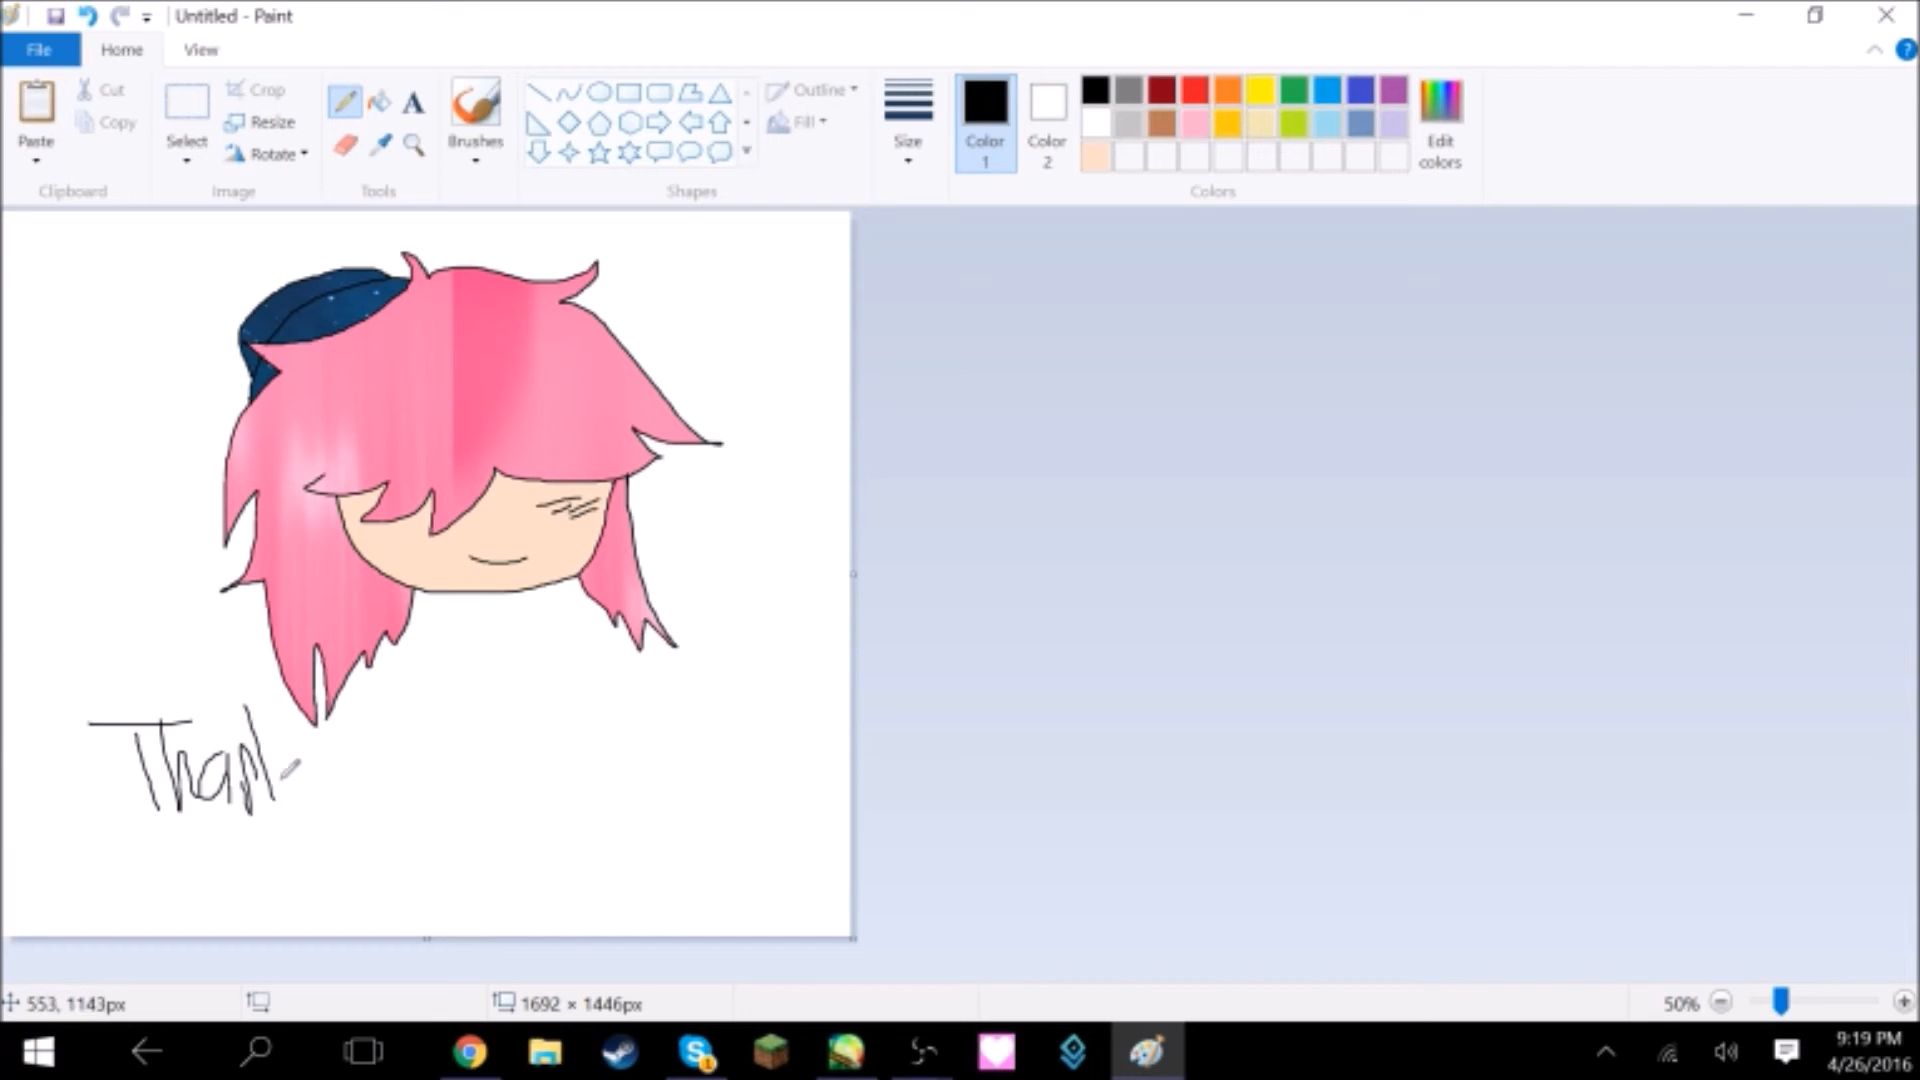 Untitled - Paint
File Home View
Paste Cut Copy Select Crop Resize Rotate Brushes Outline Fill Size Color 1 Color 2 Edit colors
Clipboard Image Tools Shapes Colors
A
Than
553, 1143px 1692 × 1446px 50%
1
9:19 PM
4/26/2016